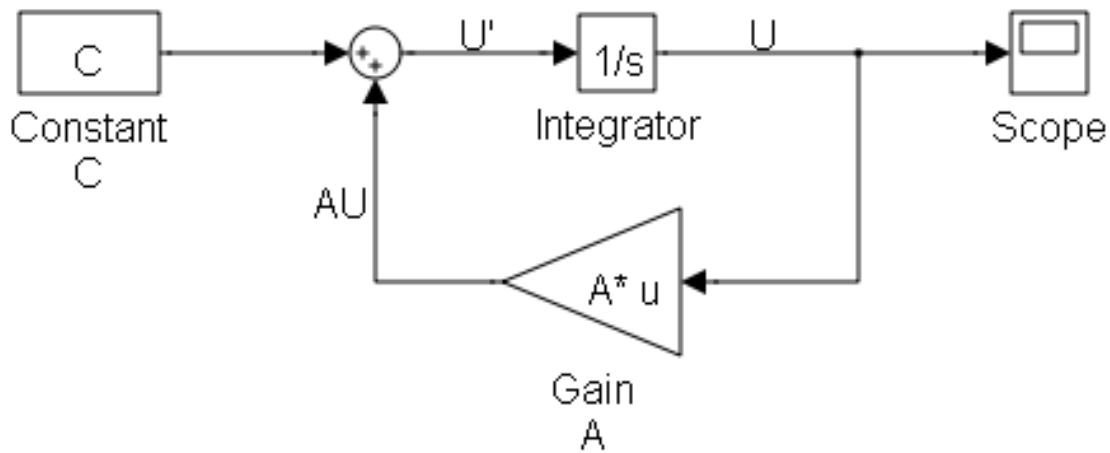 C
Constant
C
+
+
U'
1/s
Integrator
U
Scope
AU
A* u
Gain
A